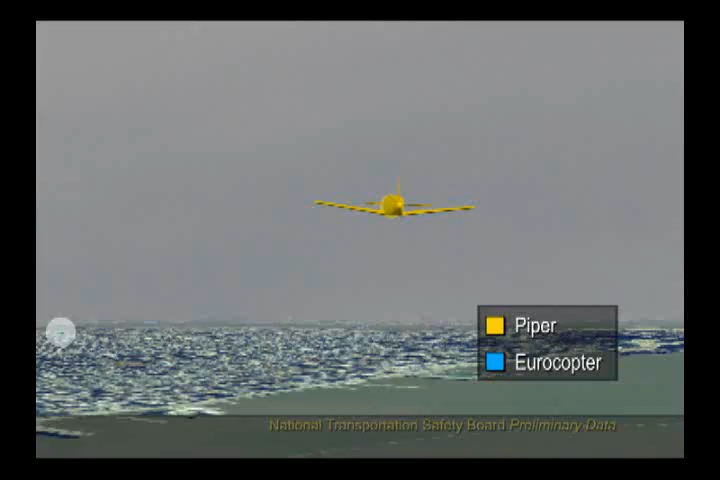 Piper
Eurocopter
National Transportation Safety Board Preliminary Data